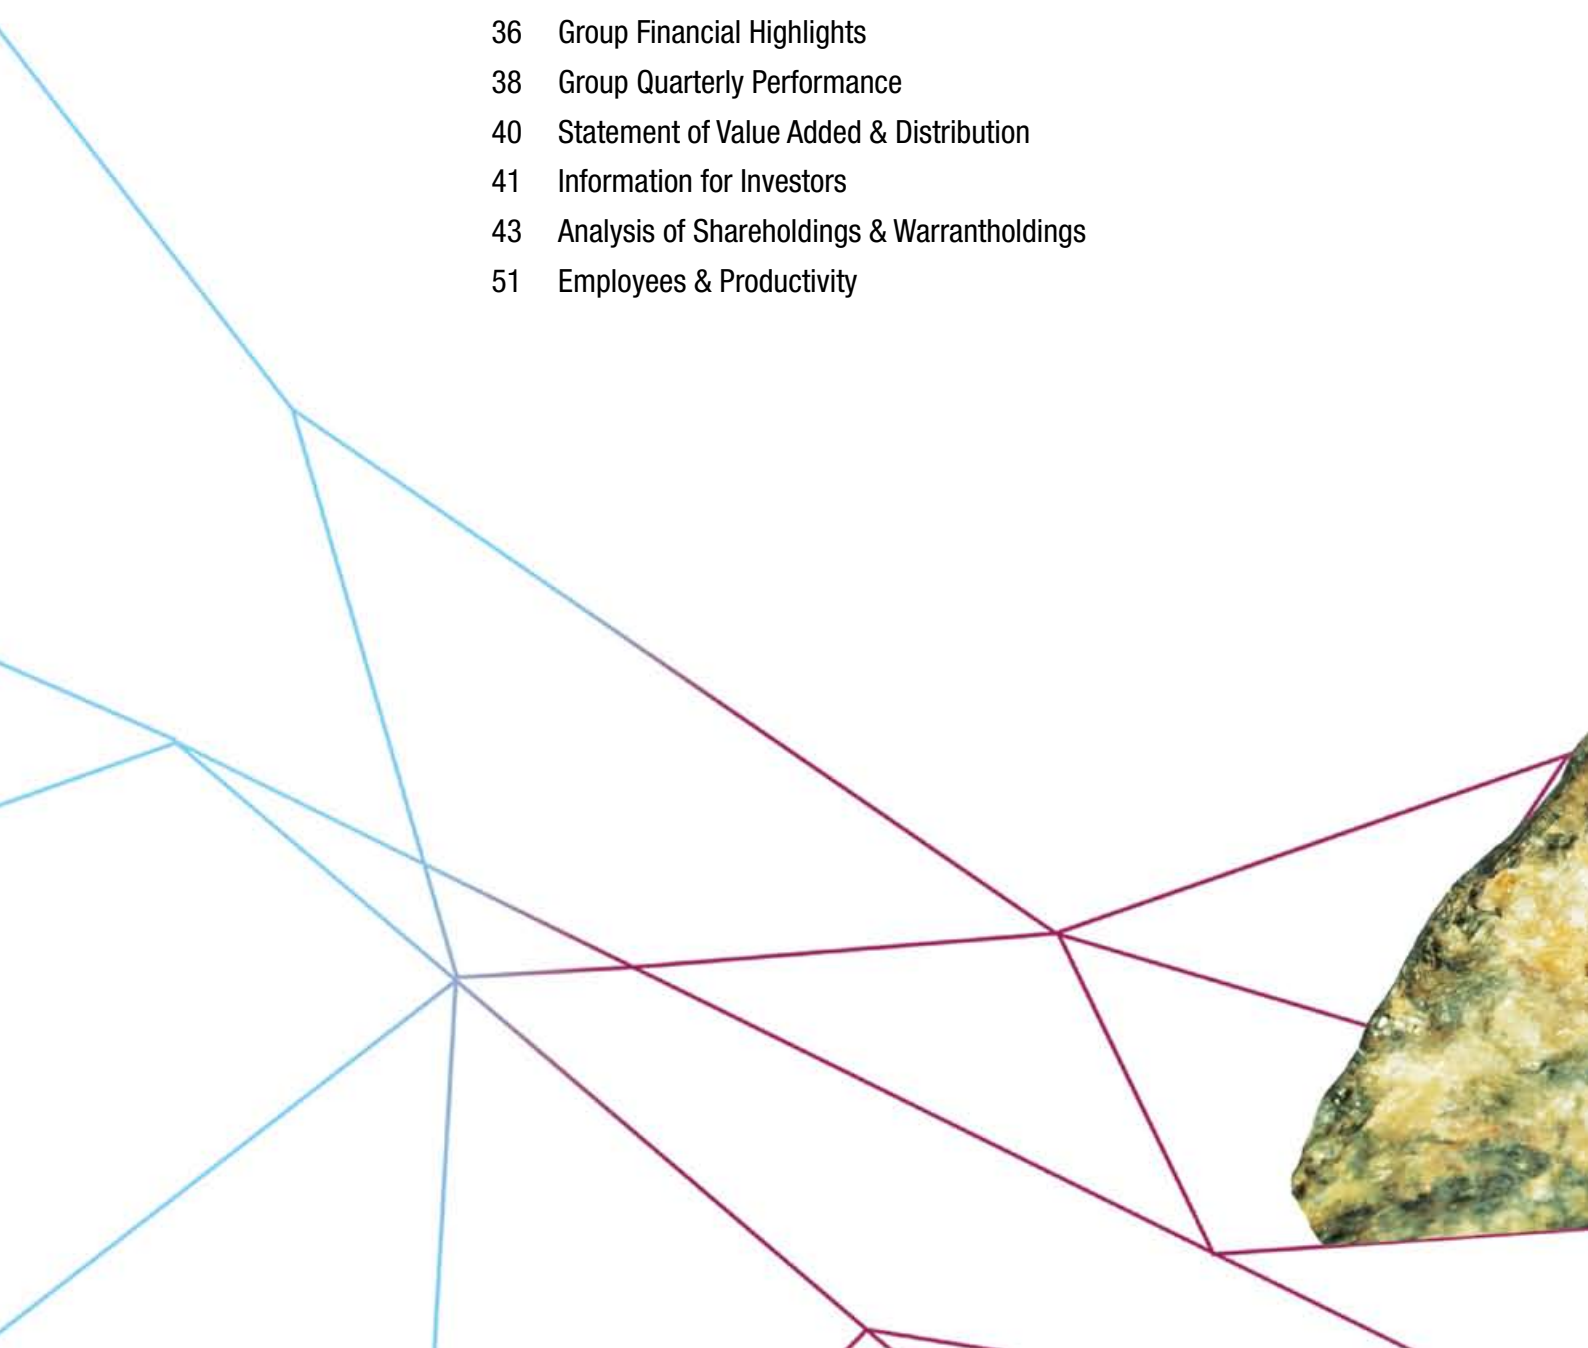 36 Group Financial Highlights
38 Group Quarterly Performance
40 Statement of Value Added & Distribution
41 Information for Investors
43 Analysis of Shareholdings & Warrantholdings
51 Employees & Productivity